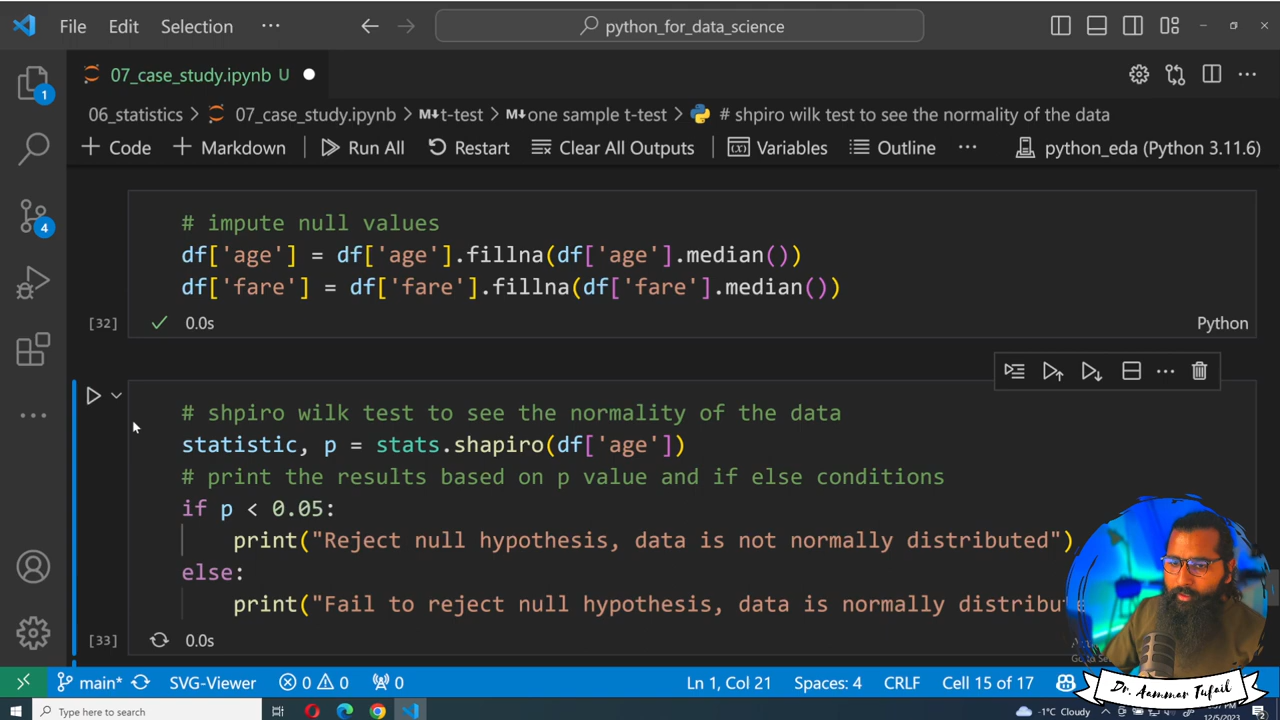 File Edit Selection ··· python_for_data_science
07_case_study.ipynb U
06_statistics > 07_case_study.ipynb > M↓t-test > M↓one sample t-test > # shpiro wilk test to see the normality of the data
+ Code + Markdown Run All Restart Clear All Outputs Variables Outline ··· python_eda (Python 3.11.6)
# impute null values
df['age'] = df['age'].fillna(df['age'].median())
df['fare'] = df['fare'].fillna(df['fare'].median())
[32] 0.0s Python
# shpiro wilk test to see the normality of the data
statistic, p = stats.shapiro(df['age'])
# print the results based on p value and if else conditions
if p < 0.05:
print("Reject null hypothesis, data is not normally distributed")
else:
print("Fail to reject null hypothesis, data is normally distribut
[33] 0.0s
1
4
main* SVG-Viewer 0 0 0 Ln 1, Col 21 Spaces: 4 CRLF Cell 15 of 17
Dr. Aammar Tufail
Type here to search -1°C Cloudy 12/5/2023